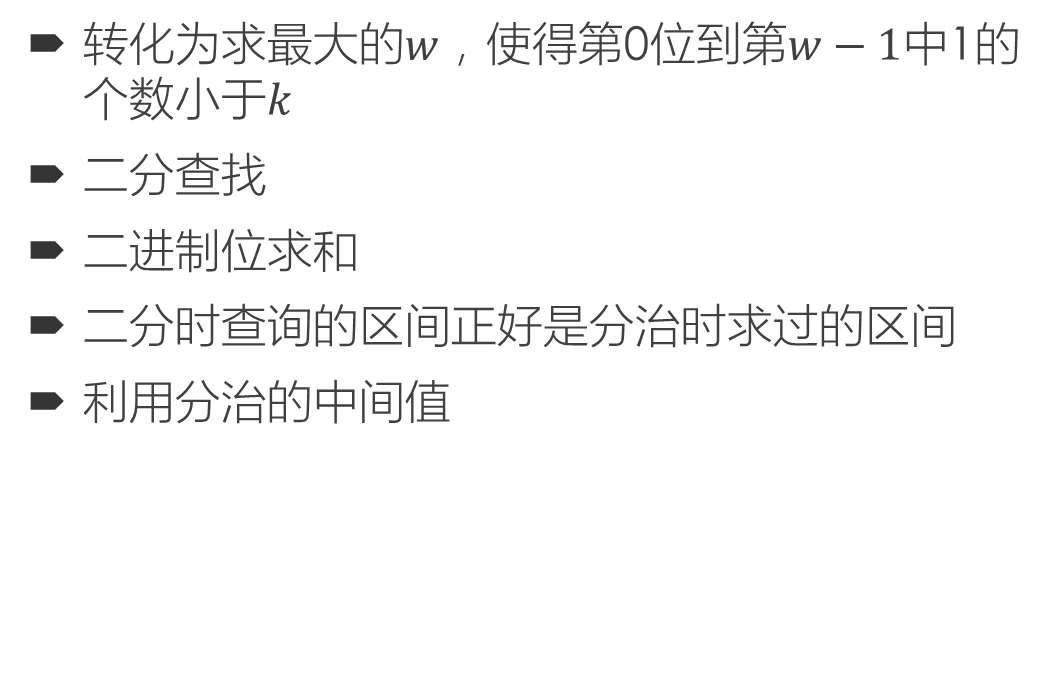 转化为求最大的w，使得第0位到第w − 1中1的
个数小于k
二分查找
二进制位求和
二分时查询的区间正好是分治时求过的区间
利用分治的中间值